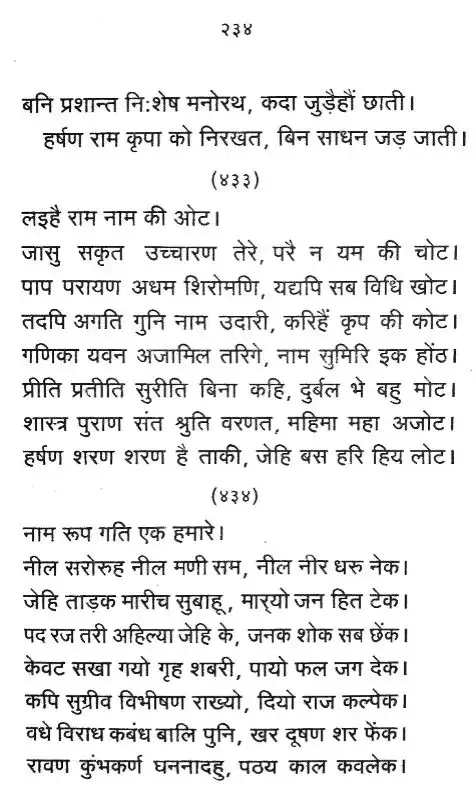 २३४
बनि प्रशान्त नि:शेष मनोरथ, कदा जुड़ैहौं छाती।
हर्षण राम कृपा को निरखत, बिन साधन जड़ जाती।
(४३३)
लइहै राम नाम की ओट।
जासु सकृत उच्चारण तेरे, परै न यम की चोट।
पाप परायण अधम शिरोमणि, यद्यपि सब विधि खोट।
तदपि अगति गुनि नाम उदारी, करिहैं कृप की कोट।
गणिका यवन अजामिल तरिगे, नाम सुमिरि इक होंठ।
प्रीति प्रतीति सुरीति बिना कहि, दुर्बल भे बहु मोट।
शास्त्र पुराण संत श्रुति वरणत, महिमा महा अजोट।
हर्षण शरण शरण है ताकी, जेहि बस हरि हिय लोट।
(४३४)
नाम रूप गति एक हमारे।
नील सरोरुह नील मणी सम, नील नीर धरु नेक।
जेहि ताड़क मारीच सुबाहू, मार्‌यो जन हित टेक।
पद रज तरी अहिल्या जेहि के, जनक शोक सब छेंक।
केवट सखा गयो गृह शबरी, पायो फल जग देक।
कपि सुग्रीव विभीषण राख्यो, दियो राज कल्पेक।
वधे विराध कबंध बालि पुनि, खर दूषण शर फेंक।
रावण कुंभकर्ण घननादहु, पठय काल कवलेक।